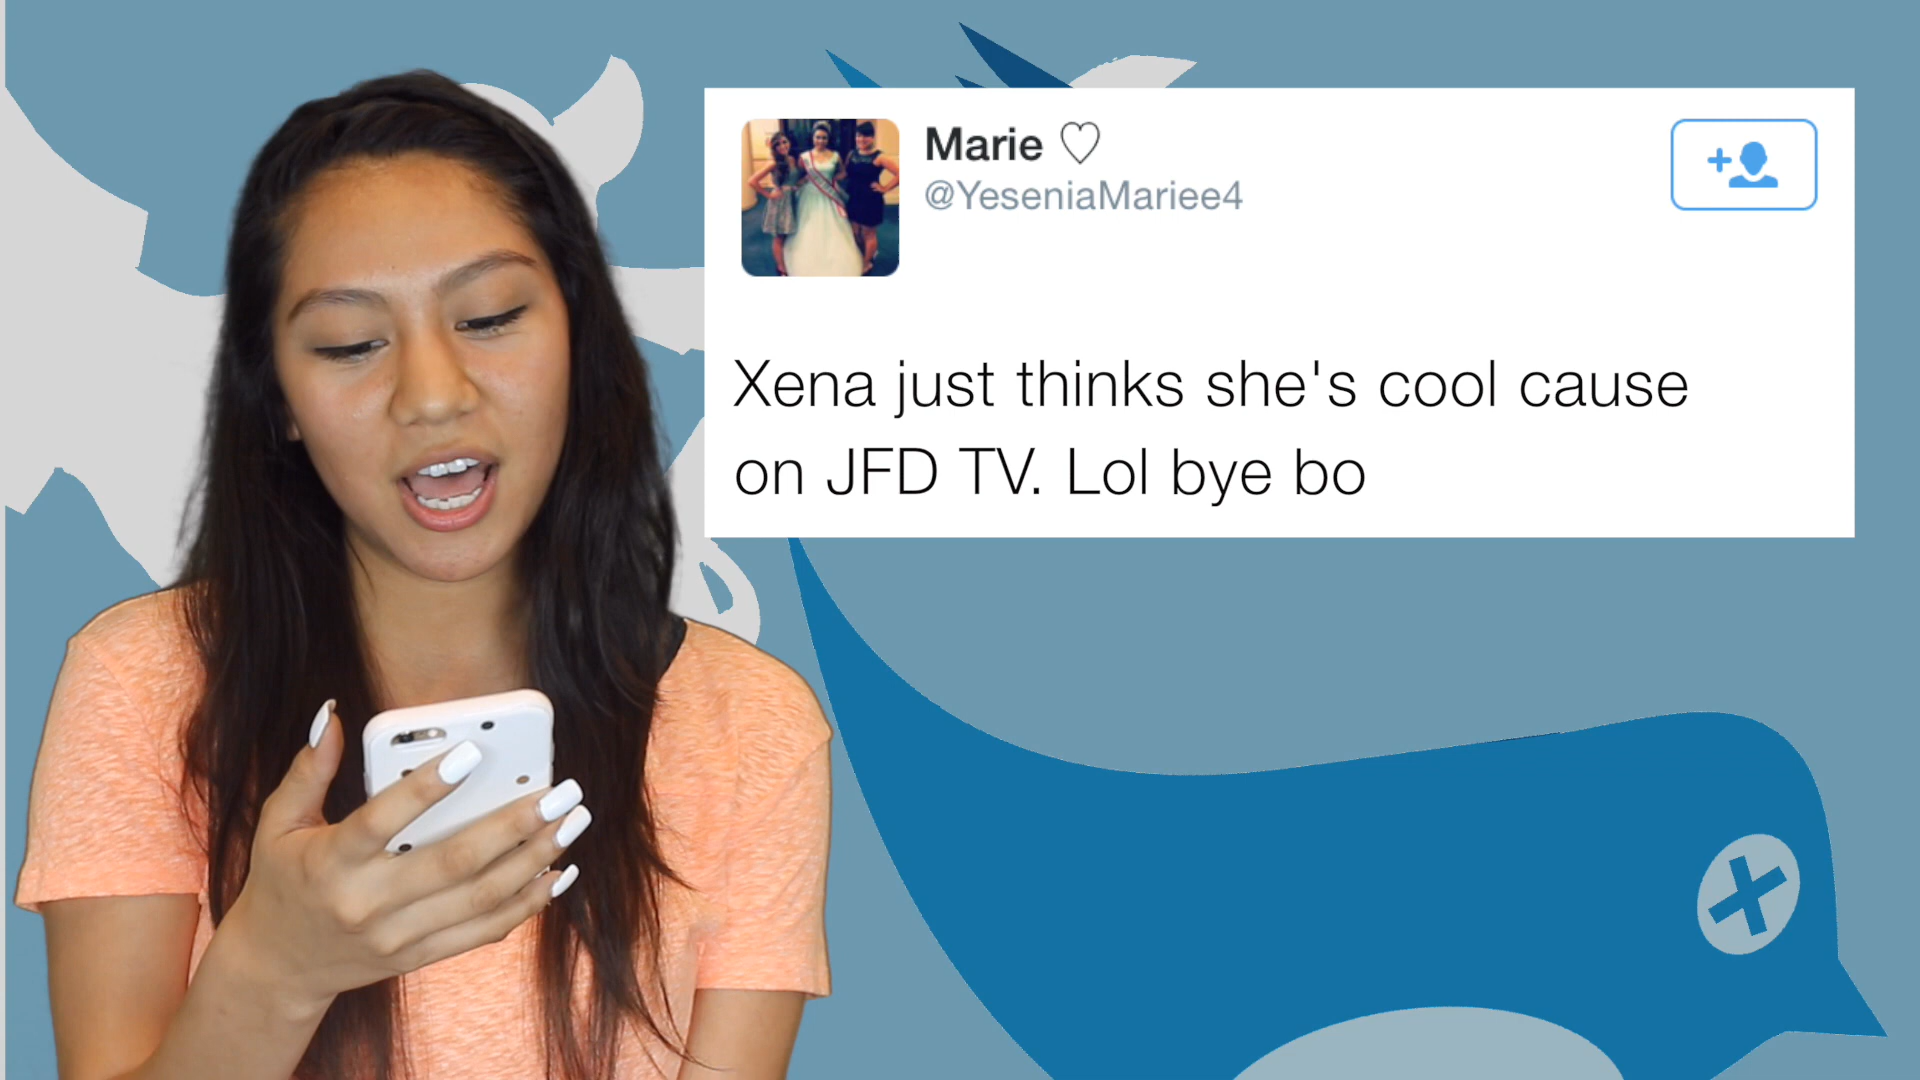 Marie ♡
@YeseniaMariee4
Xena just thinks she's cool cause
on JFD TV. Lol bye bo